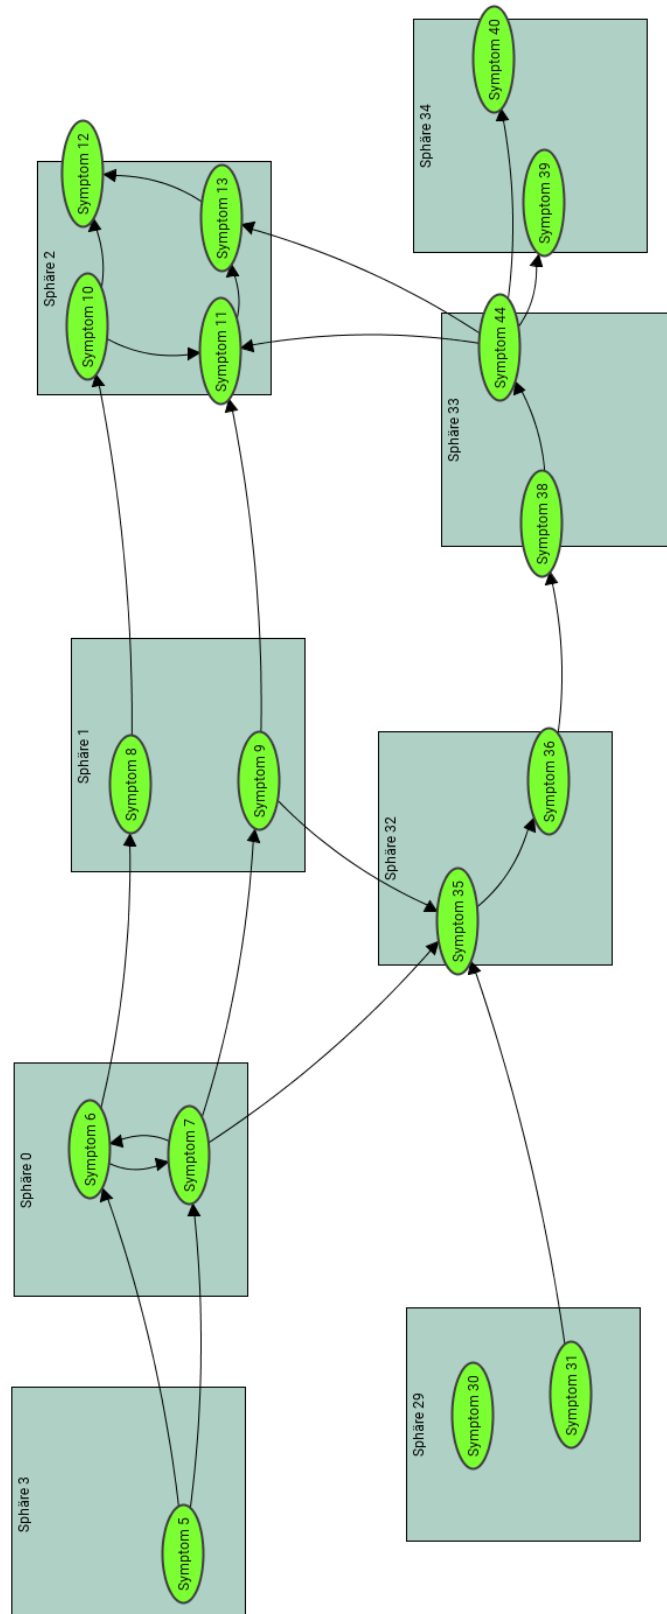 Sphäre 3
Symptom 5
Sphäre 0
Symptom 6
Symptom 7
Sphäre 1
Symptom 8
Symptom 9
Sphäre 2
Symptom 10
Symptom 11
Symptom 12
Symptom 13
Sphäre 29
Symptom 30
Symptom 31
Sphäre 32
Symptom 35
Symptom 36
Sphäre 33
Symptom 38
Symptom 44
Sphäre 34
Symptom 39
Symptom 40